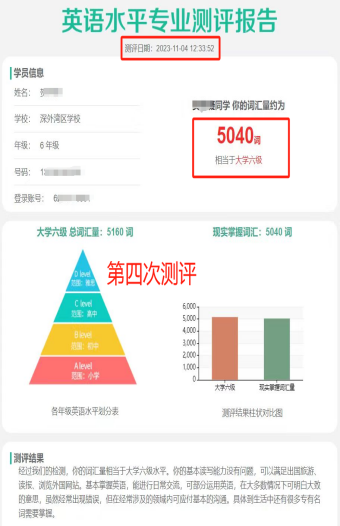 英语水平专业测评报告
测评日期: 2023-11-04 12:33:52
学员信息
姓名:
学校: 深外湾区学校
年级: 6 年级
号码: 1
登录账号: 6
同学 你的词汇量约为
5040词
相当于大学六级
大学六级 总词汇量: 5160 词
现实掌握词汇: 5040 词
第四次测评
D level
C level
范围: 高中
B level
范围: 初中
A level
范围: 小学
各年级英语水平划分表
6,000
5,000
4,000
3,000
2,000
1,000
0
大学六级
现实掌握词汇量
测评结果柱状对比图
测评结果
经过我们的检测,你的词汇量相当于大学六级水平。你的基本读写能力没有问题,可以满足出国旅游、
读报、浏览外国网站。基本掌握英语,能进行日常交流。可部分运用英语,在大多数情况下可明白大致
的意思,虽然经常出现错误,但在经常涉及的领域内可应付基本的沟通。具体到生活中还有很多专有名
词需要掌握。